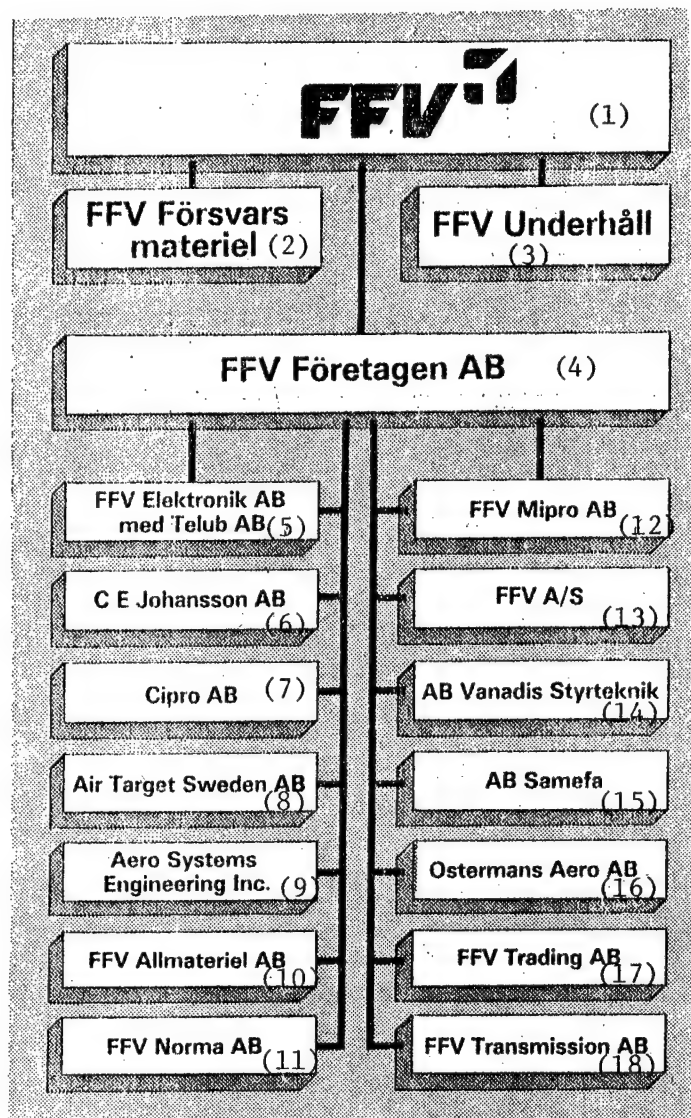 FFV (1)
FFV Försvars
materiel (2)
FFV Underhåll
(3)
FFV Företagen AB (4)
FFV Elektronik AB
med Telub AB (5)
C E Johansson AB
(6)
Cipro AB (7)
Air Target Sweden AB
(8)
Aero Systems
Engineering Inc. (9)
FFV Allmateriel AB
(10)
FFV Norma AB (11)
FFV Mipro AB
(12)
FFV A/S
(13)
AB Vanadis Styrteknik
(14)
AB Samefa
(15)
Ostermans Aero AB
(16)
FFV Trading AB
(17)
FFV Transmission AB
(18)